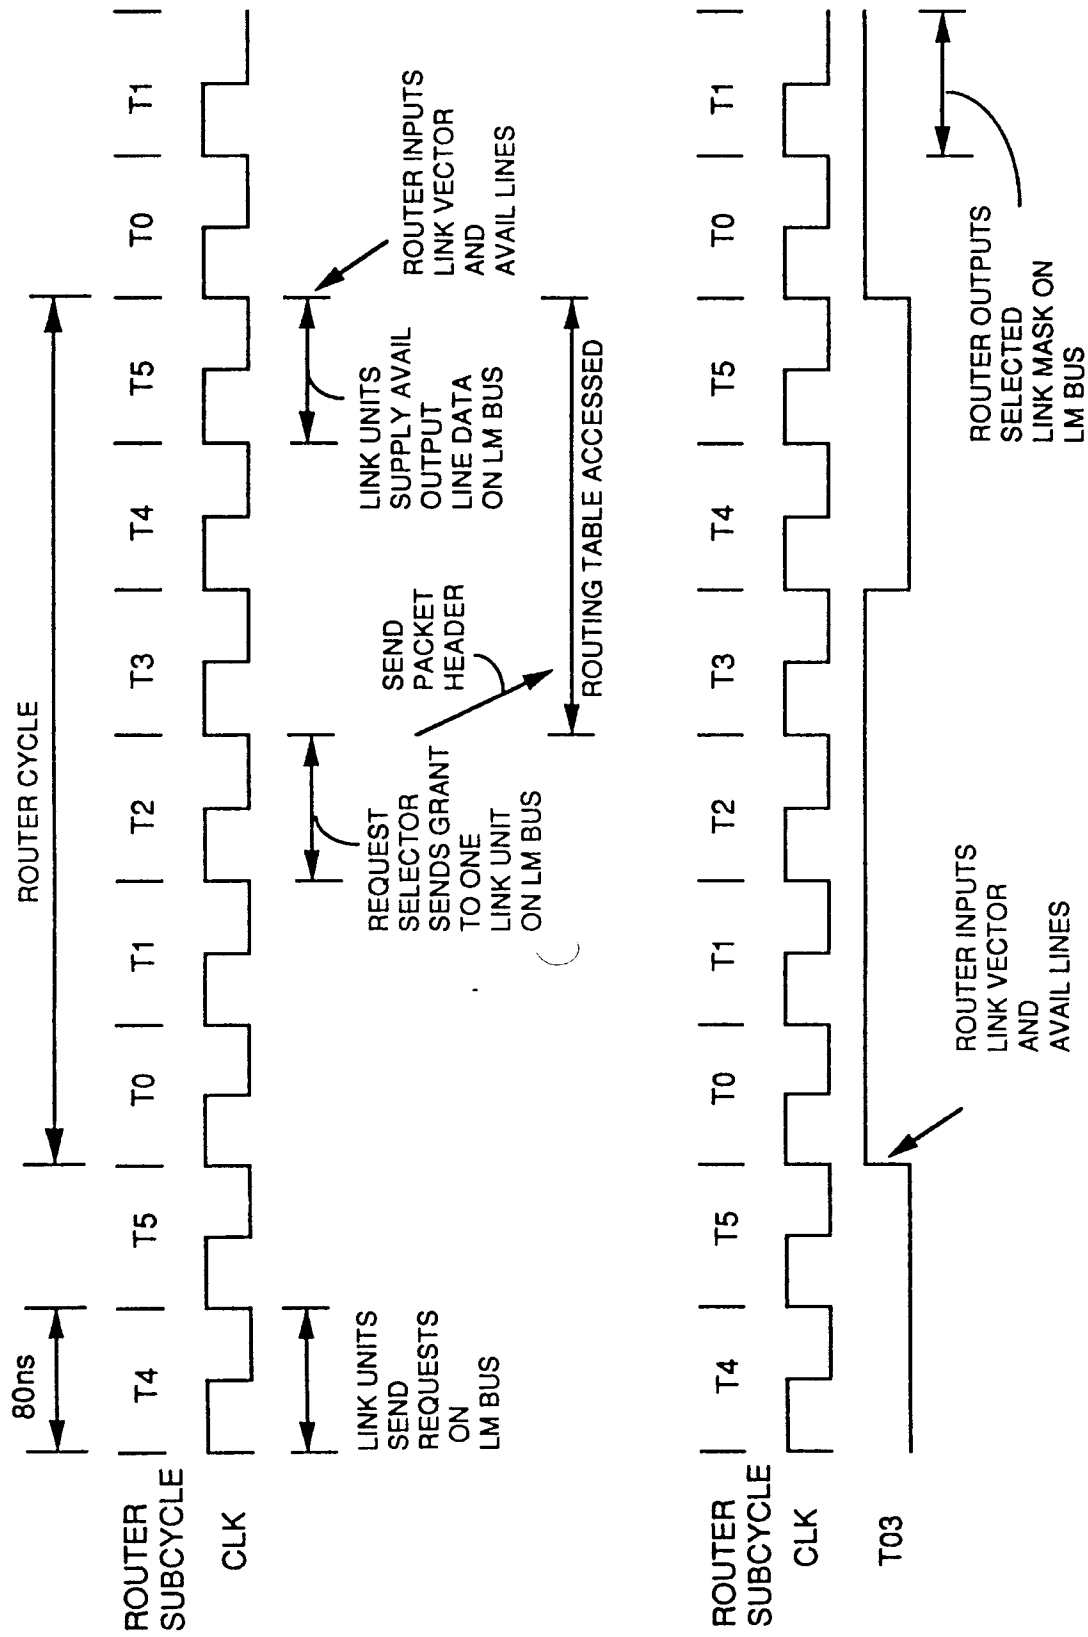 ROUTER CYCLE
80ns
ROUTER
SUBCYCLE
T4
T5
T0
T1
T2
T3
T4
T5
T0
T1
CLK
LINK UNITS
SEND
REQUESTS
ON
LM BUS
REQUEST
SELECTOR
SENDS GRANT
TO ONE
LINK UNIT
ON LM BUS
SEND
PACKET
HEADER
LINK UNITS
SUPPLY AVAIL
OUTPUT
LINE DATA
ON LM BUS
ROUTER INPUTS
LINK VECTOR
AND
AVAIL LINES
ROUTING TABLE ACCESSED
ROUTER
SUBCYCLE
T4
T5
T0
T1
T2
T3
T4
T5
T0
T1
CLK
T03
ROUTER INPUTS
LINK VECTOR
AND
AVAIL LINES
ROUTER OUTPUTS
SELECTED
LINK MASK ON
LM BUS